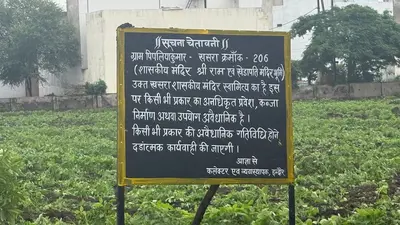 ॥सूचना चेतावनी॥
ग्राम पिपलियाकुमार - खसरा क्रमांक - 206
(शासकीय मंदिर श्री राम एवं खेडापति मंदिर भूमि)
उक्त खसरा शासकीय मंदिर स्वामित्व का है इस
पर किसी भी प्रकार का अनधिकृत प्रवेश, कब्जा
निर्माण अथवा उपयोग अवैधानिक है ।
किसी भी प्रकार की अवैधानिक गतिविधि होने
दडांत्मक कार्यवाही की जाएगी ।
आज्ञा से
कलेक्टर एवं व्यवस्थापक, इन्दौर